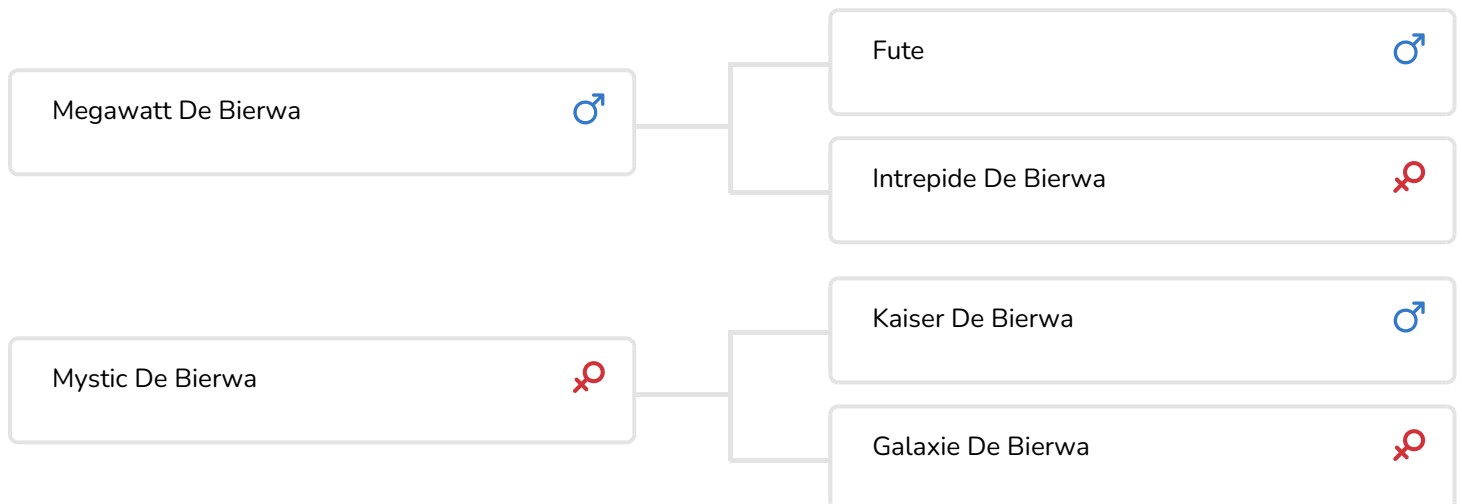 Fute
Megawatt De Bierwa
Intrepide De Bierwa
Kaiser De Bierwa
Mystic De Bierwa
Galaxie De Bierwa